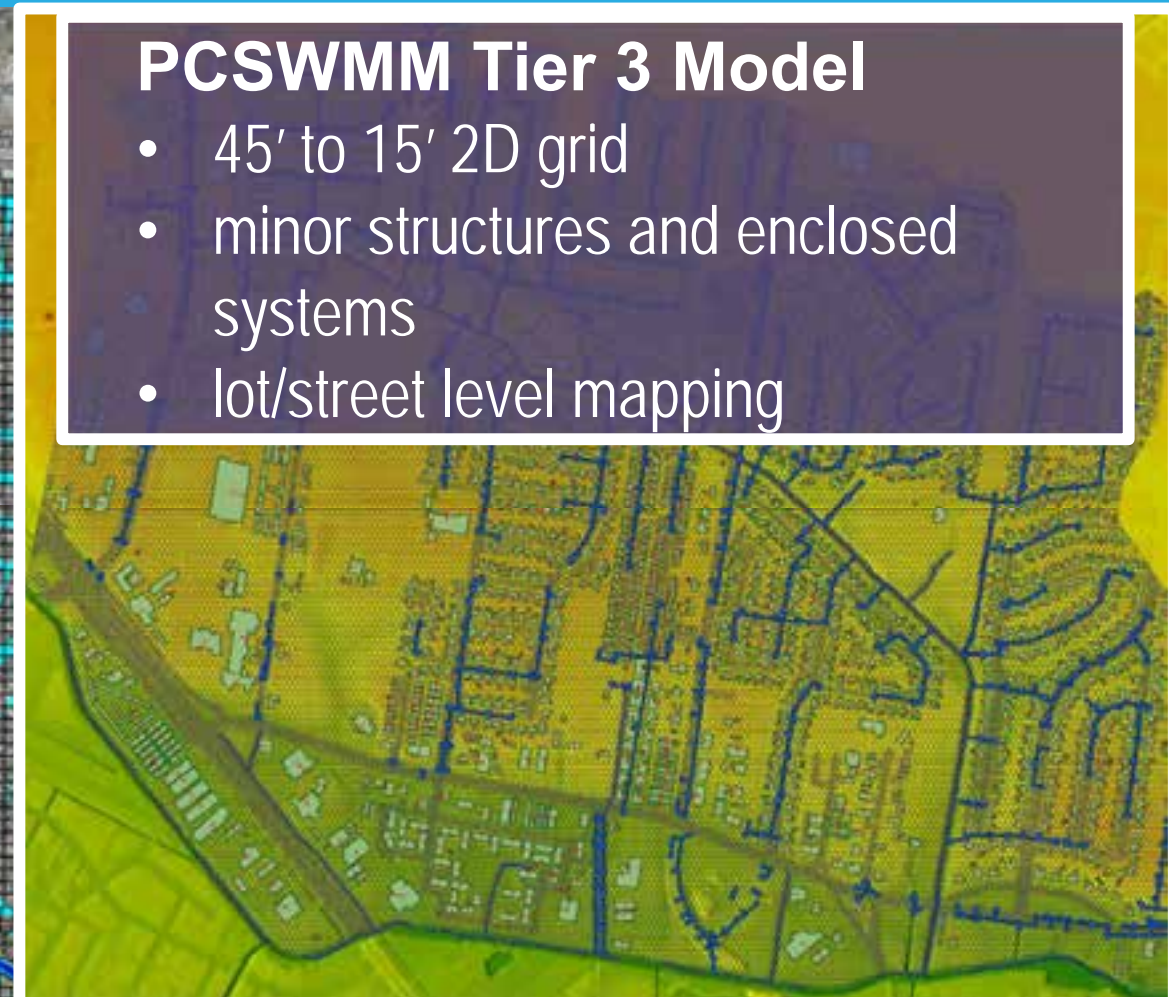 PCSWMM Tier 3 Model
• 45′ to 15′ 2D grid
• minor structures and enclosed
systems
• lot/street level mapping